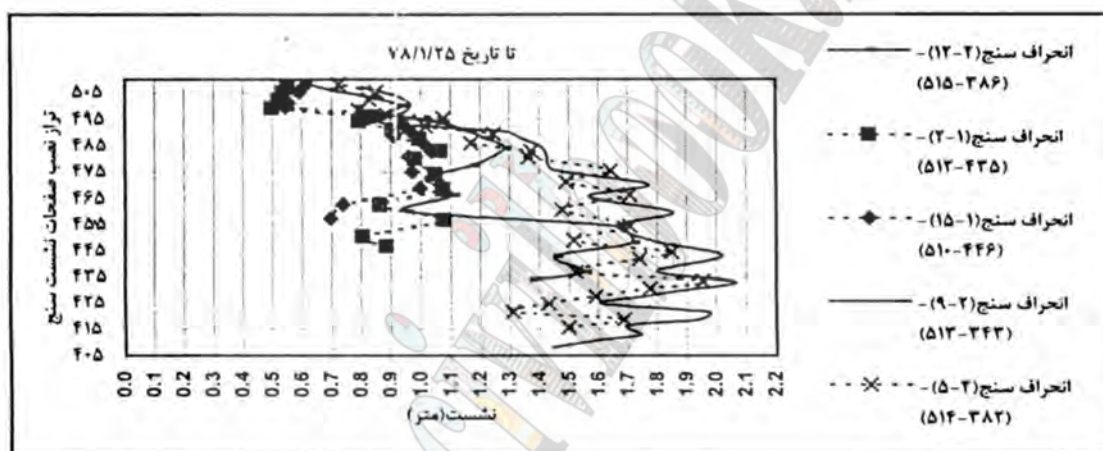 تا تاریخ ۷۸/۱/۲۵
تراز نصب صفحات نشست سنج
۵۰۵
۴۹۵
۴۸۵
۴۷۵
۴۶۵
۴۵۵
۴۴۵
۴۳۵
۴۲۵
۴۱۵
۴۰۵
0.0 0.1 0.2 0.3 0.4 0.5 0.6 0.7 0.8 0.9 1.0 1.1 1.2 1.3 1.4 1.5 1.6 1.7 1.8 1.9 2.0 2.1 2.2
نشست(متر)
انحراف سنج(۲-۱۲)-
(۵۱۵-۳۸۶)
انحراف سنج(۱-۲)-
(۵۱۲-۴۳۵)
انحراف سنج(۱-۱۵)-
(۵۱۰-۴۴۶)
انحراف سنج(۲-۹)-
(۵۱۳-۳۴۳)
انحراف سنج(۳-۵)-
(۵۱۴-۳۸۲)